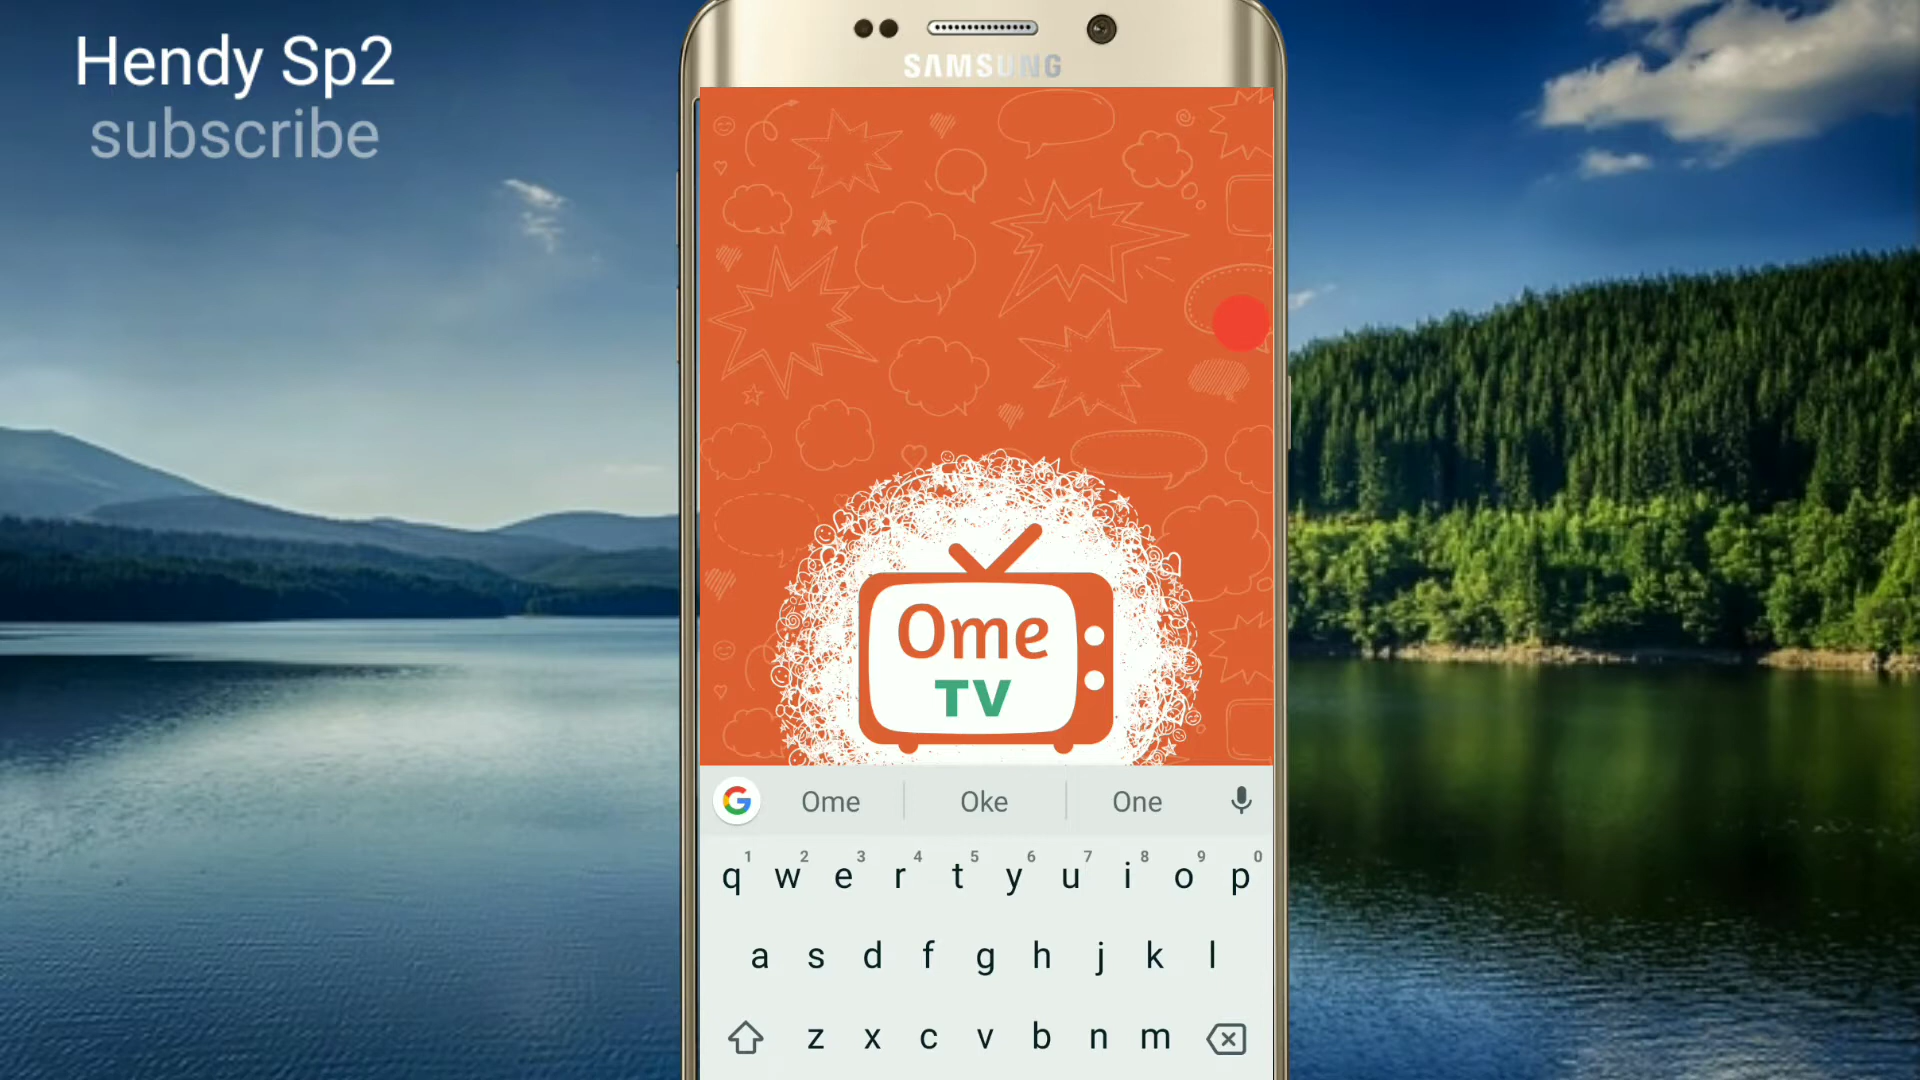 Hendy Sp2
subscribe
SAMSUNG
Ome
TV
G Ome Oke One
1 2 3 4 5 6 7 8 9 0
q w e r t y u i o p
a s d f g h j k l
z x c v b n m